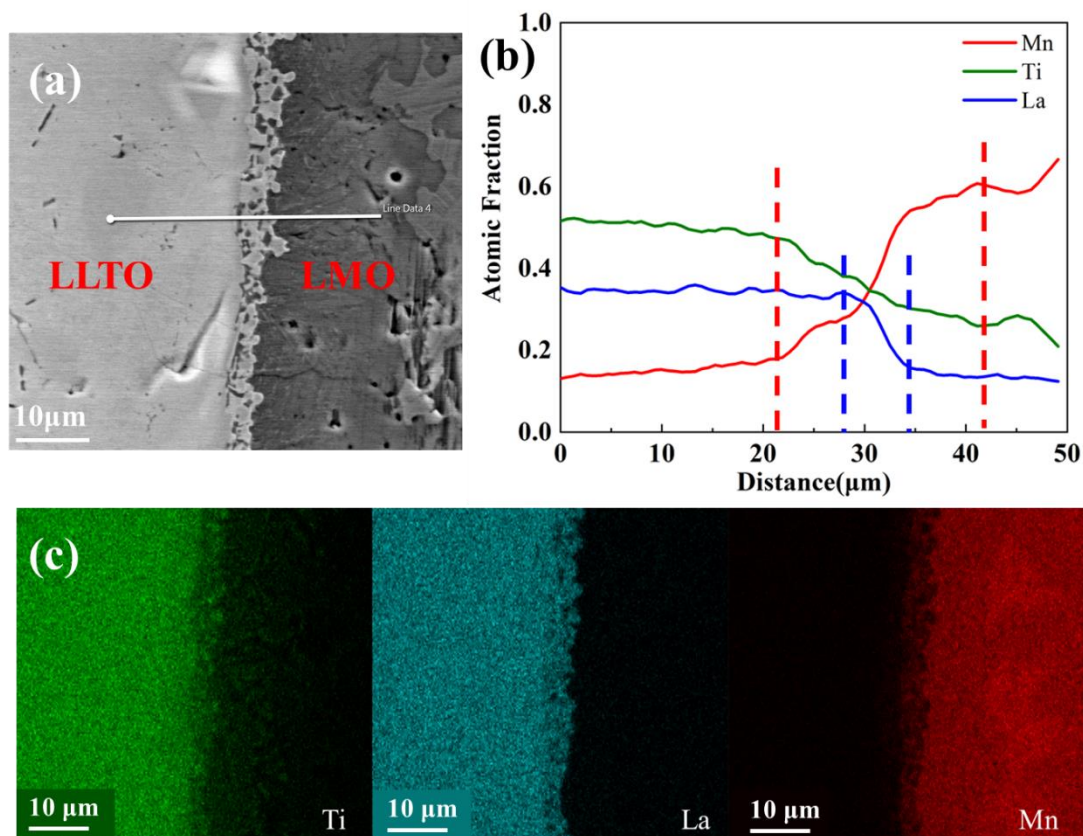 (a)
Line Data 4
LLTO
LMO
10μm
(b)
Mn
Ti
La
1.0
0.8
0.6
0.4
0.2
0.0
Atomic Fraction
0
10
20
30
40
50
Distance(μm)
(c)
10 μm
Ti
10 μm
La
10 μm
Mn